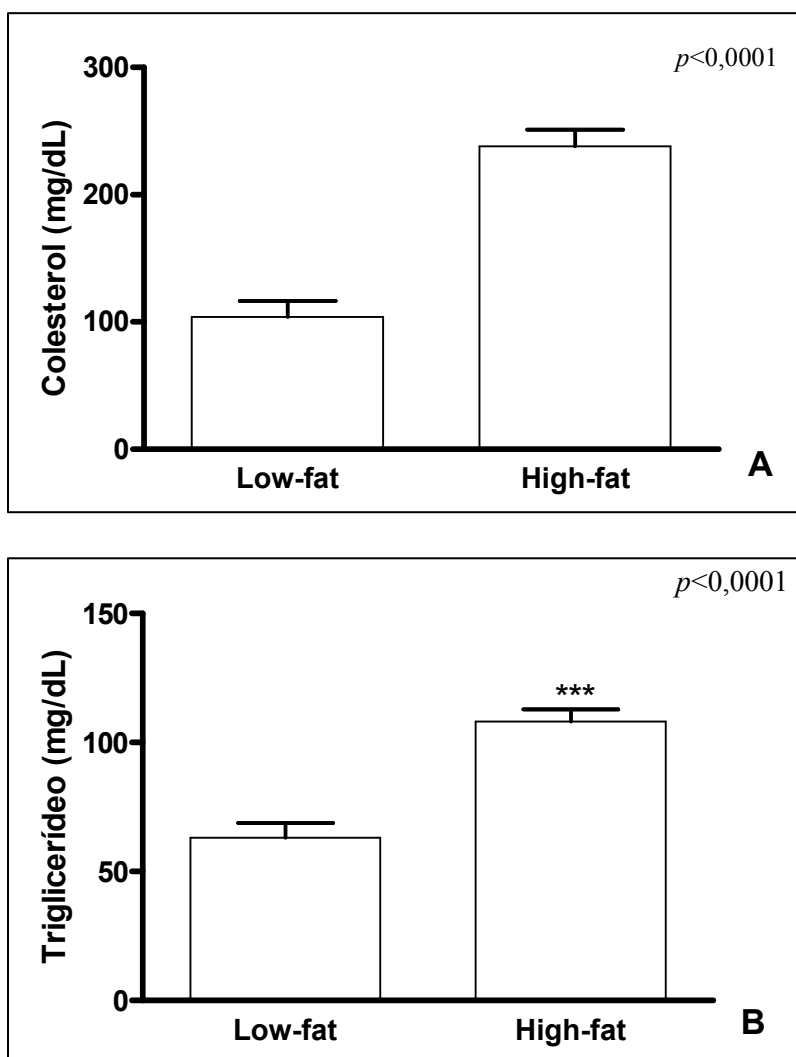 p<0,0001
300
200
100
0
Colesterol (mg/dL)
Low-fat
High-fat
A
p<0,0001
150
100
50
0
Triglicerídeo (mg/dL)
***
Low-fat
High-fat
B